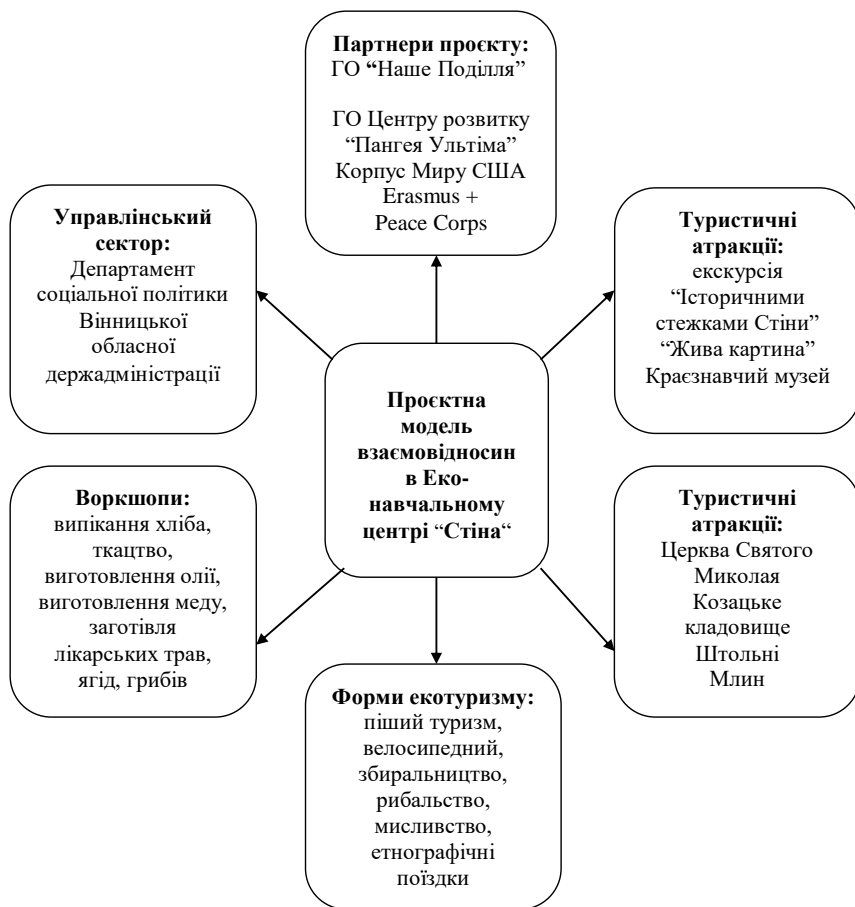 Партнери проєкту:
ГО “Наше Поділля”
ГО Центру розвитку
“Пангея Ультіма”
Корпус Миру США
Erasmus +
Peace Corps
Управлінський
сектор:
Департамент
соціальної політики
Вінницької
обласної
держадміністрації
Туристичні
атракції:
екскурсія
“Історичними
стежками Стіни”
“Жива картина”
Краєзнавчий музей
Проєктна
модель
взаємовідносин
в Еко-
навчальному
центрі “Стіна“
Воркшопи:
випікання хліба,
ткацтво,
виготовлення олії,
виготовлення меду,
заготівля
лікарських трав,
ягід, грибів
Туристичні
атракції:
Церква Святого
Миколая
Козацьке
кладовище
Штольні
Млин
Форми екотуризму:
піший туризм,
велосипедний,
збиральництво,
рибальство,
мисливство,
етнографічні
поїздки